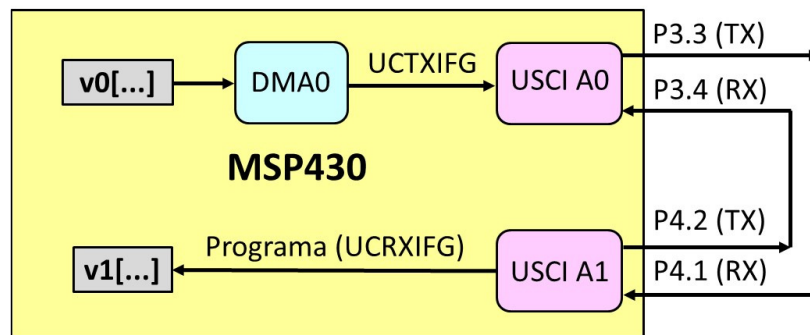 P3.3 (TX)
UCTXIFG
v0[...]
DMA0
USCI A0
P3.4 (RX)
MSP430
P4.2 (TX)
Programa (UCRXIFG)
v1[...]
USCI A1
P4.1 (RX)